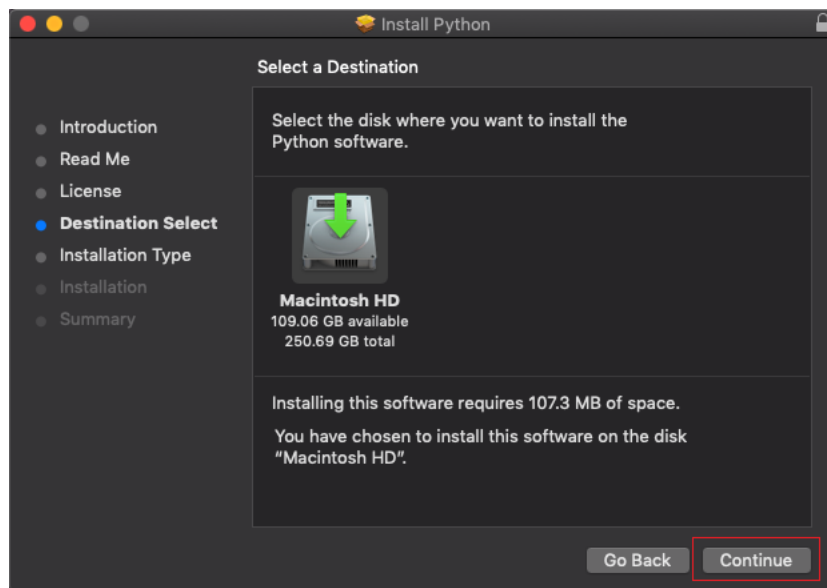 Install Python
Select a Destination
Introduction
Read Me
License
Destination Select
Installation Type
Installation
Summary
Select the disk where you want to install the
Python software.
Macintosh HD
109.06 GB available
250.69 GB total
Installing this software requires 107.3 MB of space.
You have chosen to install this software on the disk
“Macintosh HD”.
Go Back
Continue